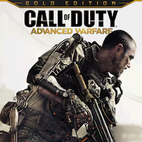 GOLD EDITION
CALL OF DUTY
ADVANCED WARFARE